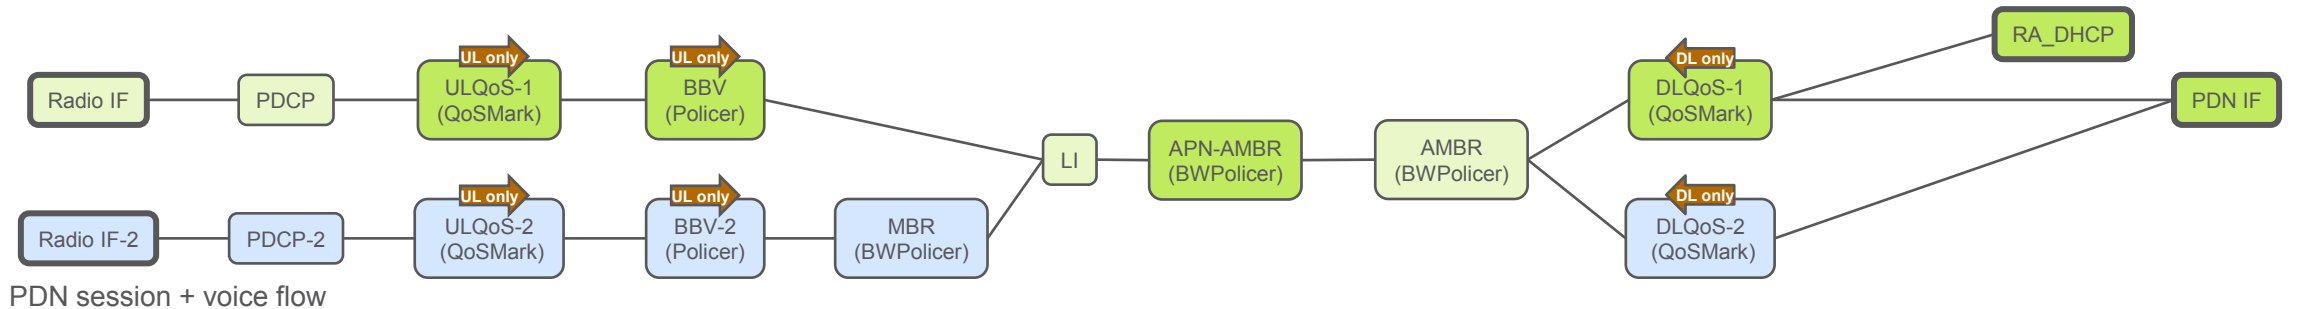 RA_DHCP
UL only
UL only
DL only
Radio IF
PDCP
ULQoS-1
(QoSMark)
BBV
(Policer)
DLQoS-1
(QoSMark)
PDN IF
LI
APN-AMBR
(BWPolicer)
AMBR
(BWPolicer)
UL only
UL only
DL only
Radio IF-2
PDCP-2
ULQoS-2
(QoSMark)
BBV-2
(Policer)
MBR
(BWPolicer)
DLQoS-2
(QoSMark)
PDN session + voice flow